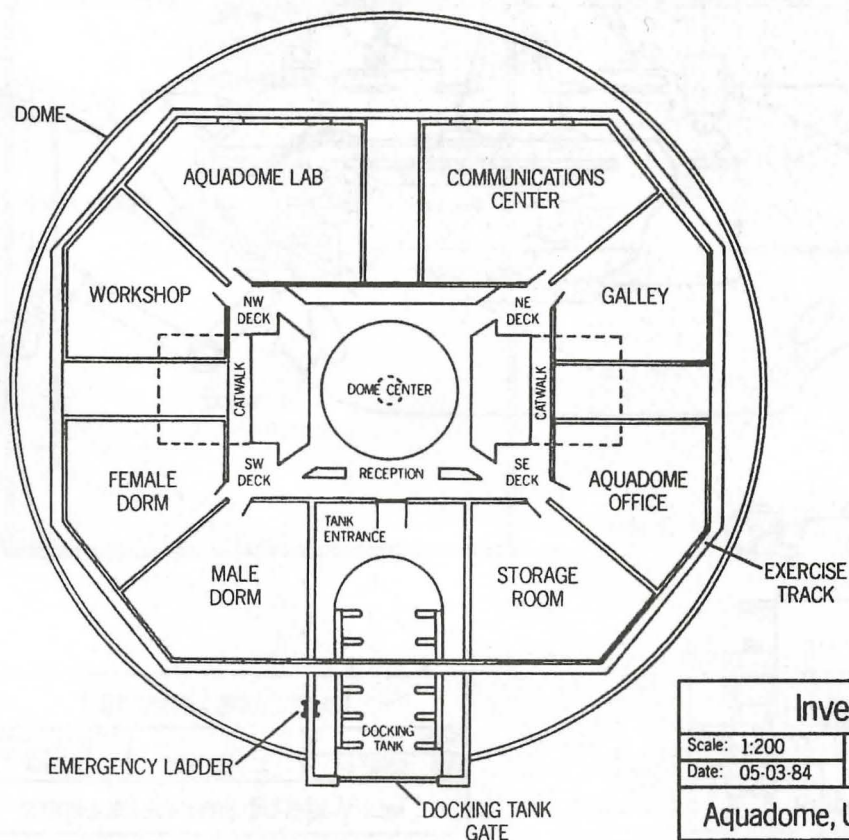 DOME
AQUADOME LAB
COMMUNICATIONS
CENTER
WORKSHOP
NW
DECK
NE
DECK
GALLEY
CATWALK
DOME CENTER
CATWALK
FEMALE
DORM
SW
DECK
RECEPTION
SE
DECK
AQUADOME
OFFICE
TANK
ENTRANCE
MALE
DORM
STORAGE
ROOM
EXERCISE
TRACK
EMERGENCY LADDER
DOCKING
TANK
DOCKING TANK
GATE
Inve
Scale: 1:200
Date: 05-03-84
Aquadome, U